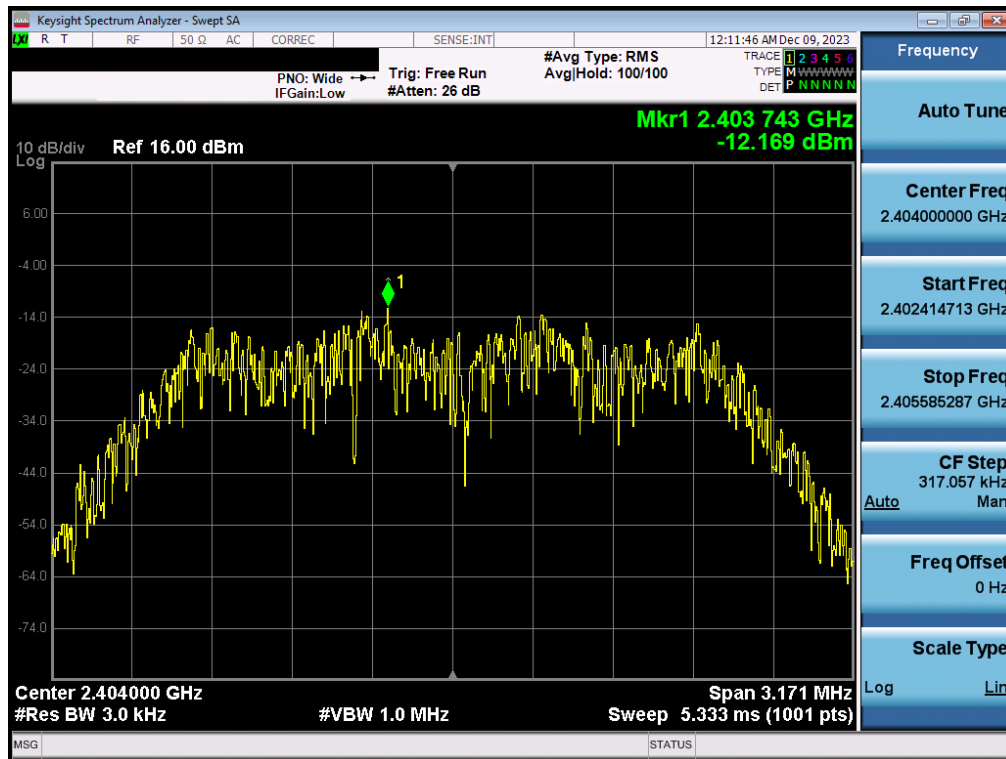 Keysight Spectrum Analyzer - Swept SA
LXI R T RF 50 Ω AC CORREC SENSE:INT 12:11:46 AM Dec 09, 2023
PNO: Wide
IFGain:Low
Trig: Free Run
#Atten: 26 dB
#Avg Type: RMS
Avg|Hold: 100/100
TRACE 1 2 3 4 5 6
TYPE M W W W W W
DET P N N N N N
Mkr1 2.403 743 GHz
-12.169 dBm
10 dB/div Ref 16.00 dBm
Log
6.00
-4.00
-14.0
-24.0
-34.0
-44.0
-54.0
-64.0
-74.0
1
Center 2.404000 GHz Span 3.171 MHz
#Res BW 3.0 kHz #VBW 1.0 MHz Sweep 5.333 ms (1001 pts)
MSG STATUS
Frequency
Auto Tune
Center Freq
2.404000000 GHz
Start Freq
2.402414713 GHz
Stop Freq
2.405585287 GHz
CF Step
317.057 kHz
Auto Man
Freq Offset
0 Hz
Scale Type
Log Lin